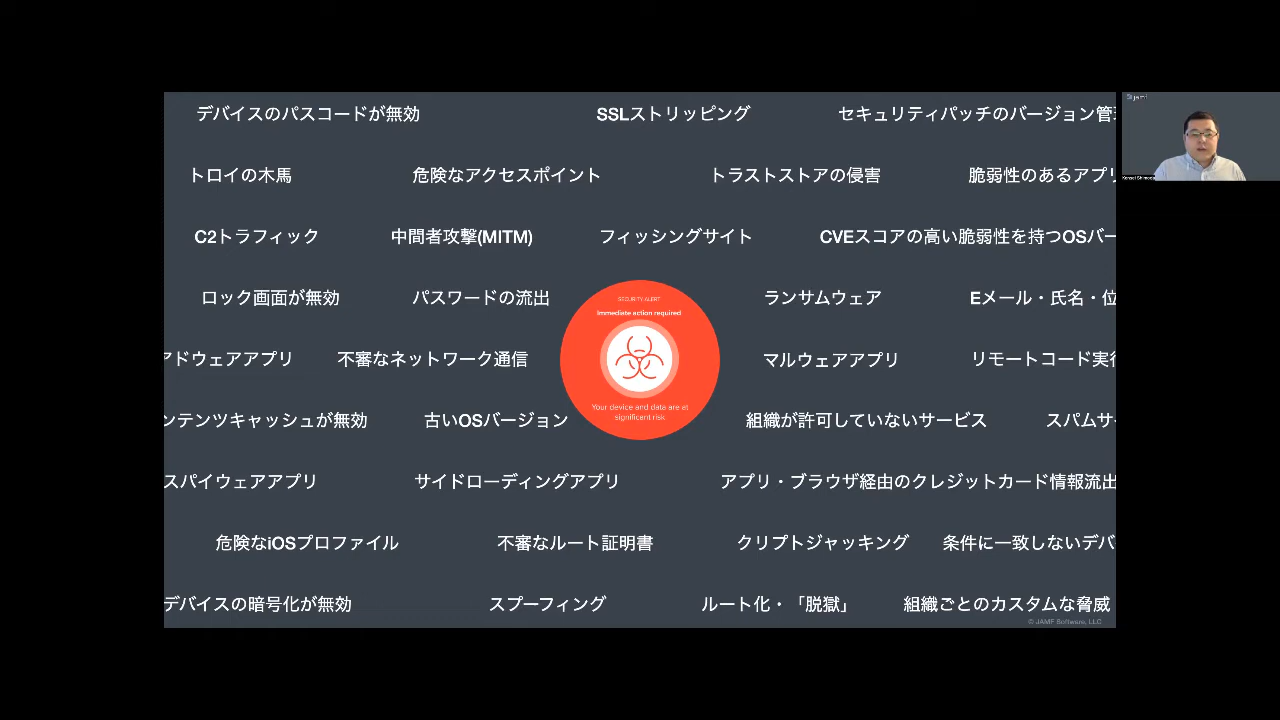 デバイスのパスコードが無効 SSLストリッピング セキュリティパッチのバージョン管
jamf
トロイの木馬 危険なアクセスポイント トラストストアの侵害 脆弱性のあるアプリ
C2トラフィック 中間者攻撃(MITM) フィッシングサイト CVEスコアの高い脆弱性を持つOSバー
ロック画面が無効 パスワードの流出 ランサムウェア Eメール・氏名・位
SECURITY ALERT
Immediate action required
アドウェアアプリ 不審なネットワーク通信 マルウェアアプリ リモートコード実行
Your device and data are at
significant risk
ンテンツキャッシュが無効 古いOSバージョン 組織が許可していないサービス スパムサ
スパイウェアアプリ サイドローディングアプリ アプリ・ブラウザ経由のクレジットカード情報流出
危険なiOSプロファイル 不審なルート証明書 クリプトジャッキング 条件に一致しないデバ
デバイスの暗号化が無効 スプーフィング ルート化・「脱獄」 組織ごとのカスタムな脅威
© JAMF Software, LLC